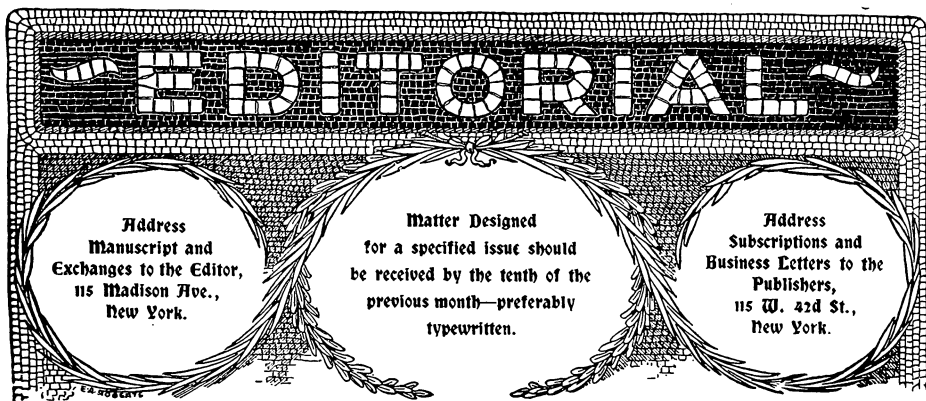 EDITORIAL
Address
Manuscript and
Exchanges to the Editor,
115 Madison Ave.,
New York.
Matter Designed
for a specified issue should
be received by the tenth of the
previous month—preferably
typewritten.
Address
Subscriptions and
Business Letters to the
Publishers,
115 W. 42d St.,
New York.
E.A. ROBERTS